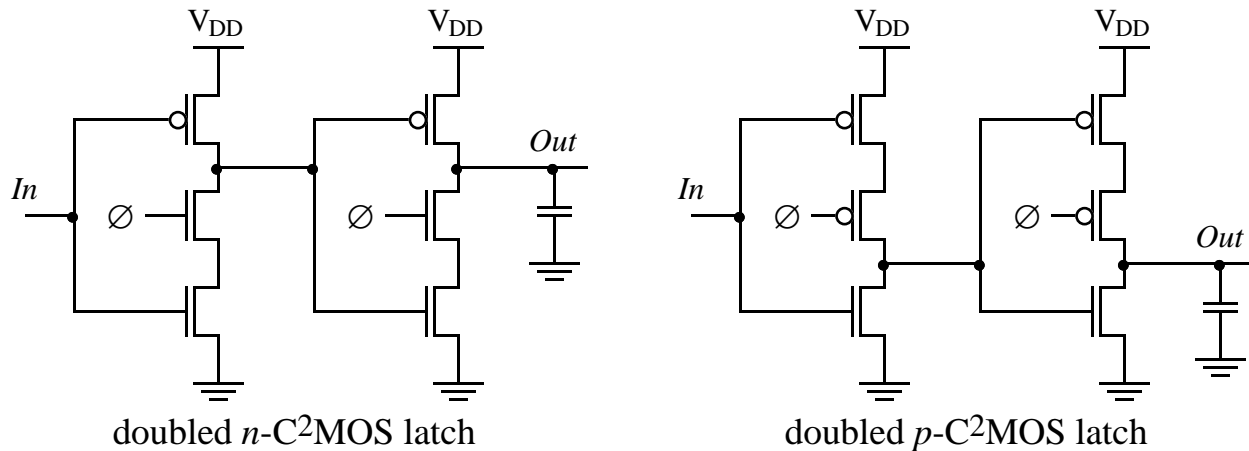 V_DD V_DD V_DD V_DD
Out
In ∅ ∅ In ∅ ∅
Out
doubled n-C²MOS latch doubled p-C²MOS latch